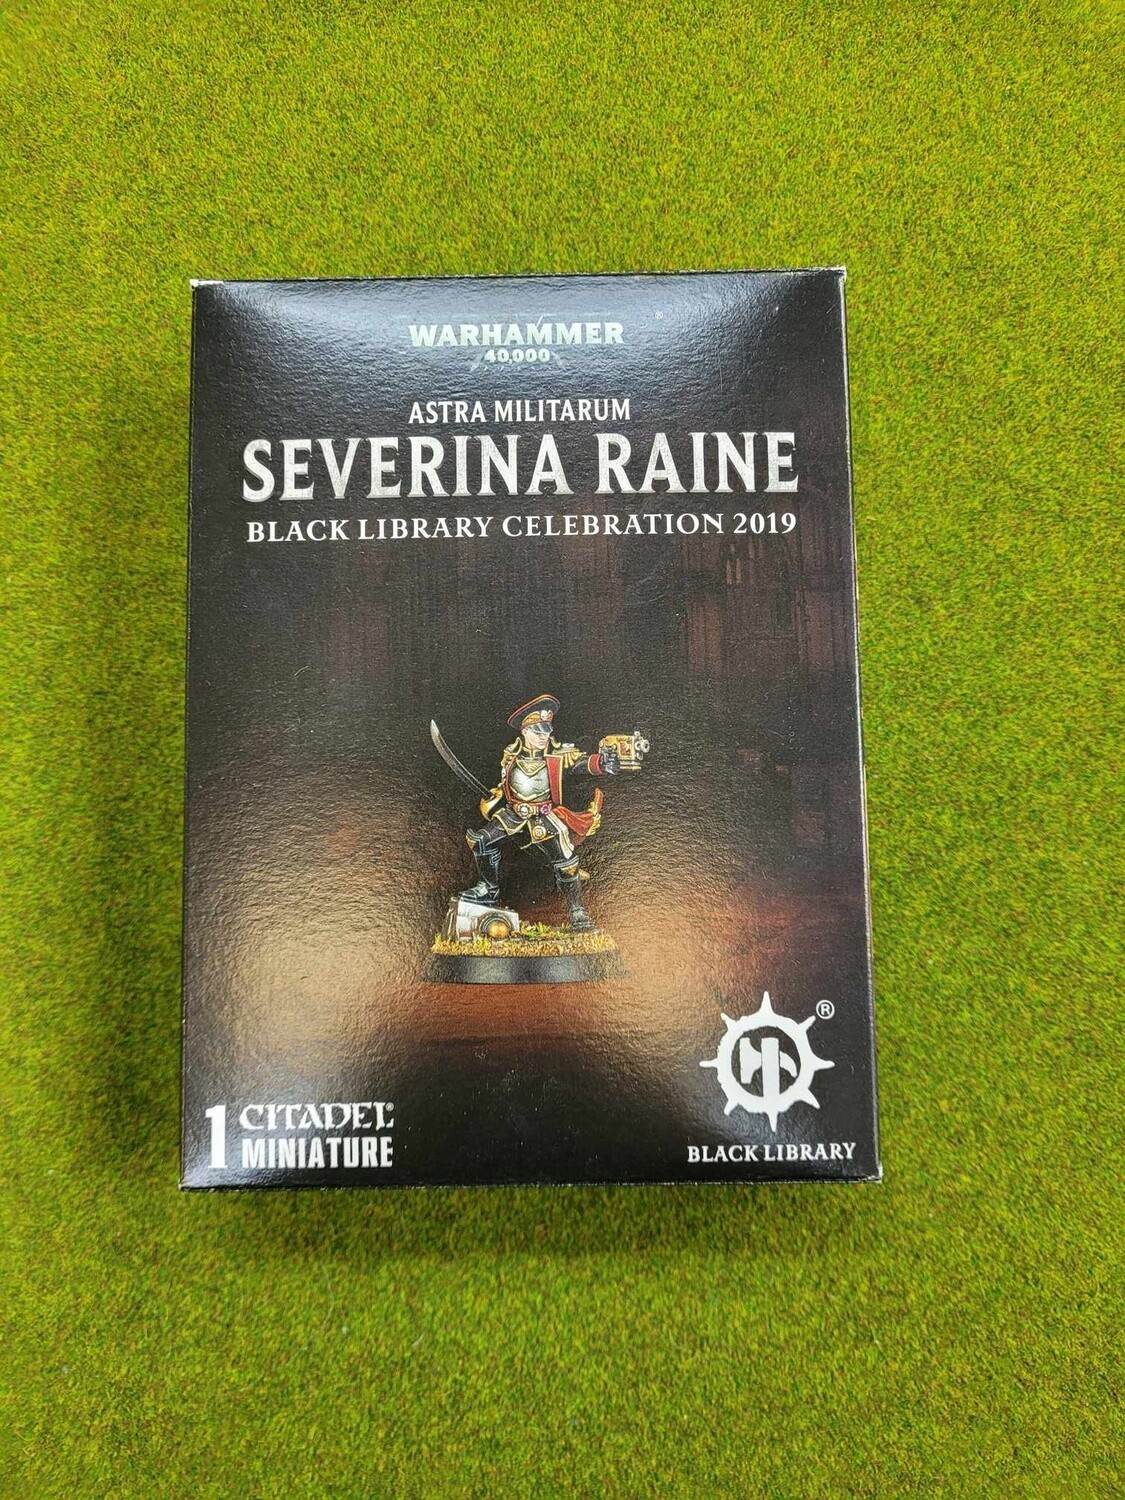 WARHAMMER ®
40,000
ASTRA MILITARUM
SEVERINA RAINE
BLACK LIBRARY CELEBRATION 2019
®
1 CITADEL®
MINIATURE
BLACK LIBRARY